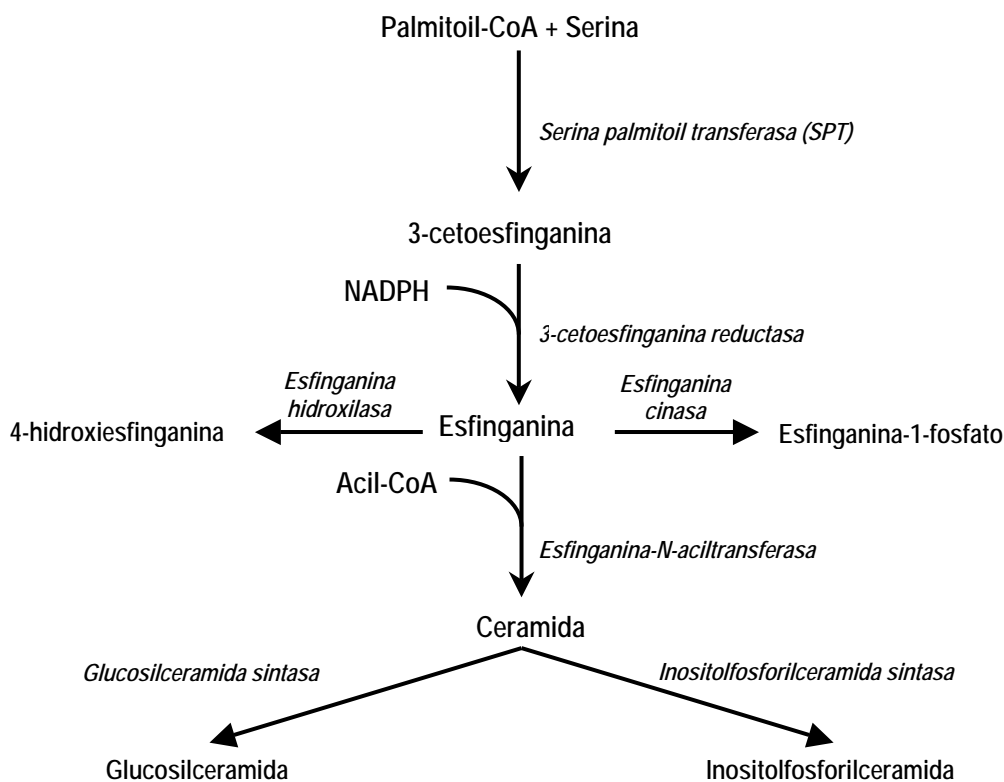 Palmitoil-CoA + Serina
Serina palmitoil transferasa (SPT)
3-cetoesfinganina
NADPH
3-cetoesfinganina reductasa
Esfinganina
hidroxilasa
Esfinganina
cinasa
4-hidroxiesfinganina
Esfinganina
Esfinganina-1-fosfato
Acil-CoA
Esfinganina-N-aciltransferasa
Ceramida
Glucosilceramida sintasa
Inositolfosforilceramida sintasa
Glucosilceramida
Inositolfosforilceramida